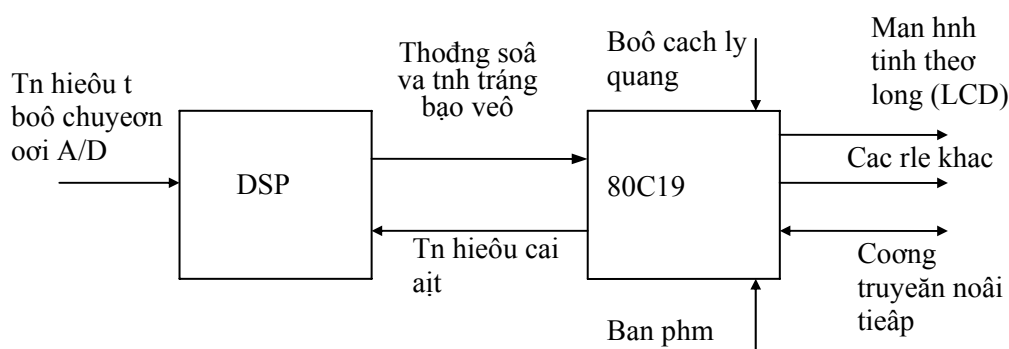 Tn hieôu t
boô chuyeơn
oơi A/D
DSP
Thođng soâ
va tnh tráng
bạo veô
Tn hieôu cai
aịt
Boô cach ly
quang
80C19
Ban phm
Man hnh
tinh theơ
long (LCD)
Cac rle khac
Coơng
truyeăn noâi
tieâp